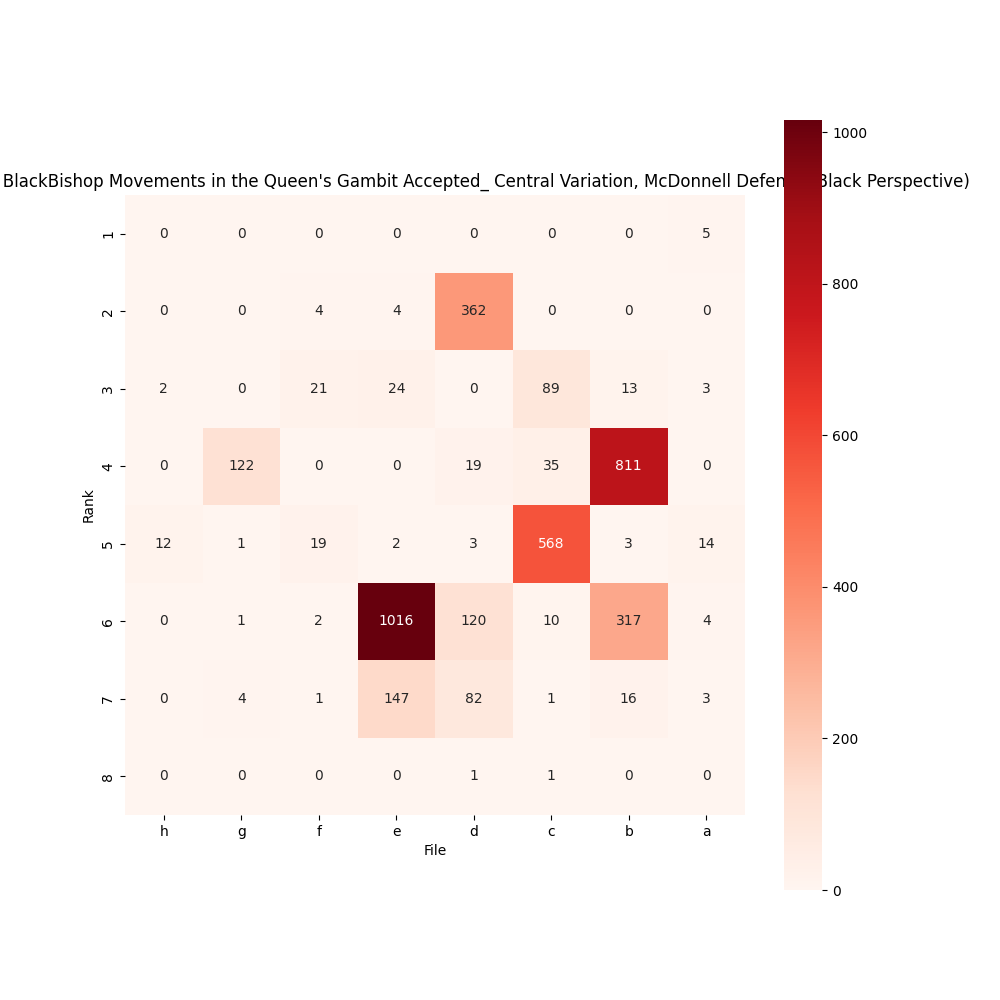 BlackBishop Movements in the Queen's Gambit Accepted_ Central Variation, McDonnell Defen Black Perspective)
1000
1 0 0 0 0 0 0 0 5
800
2 0 0 4 4 362 0 0 0
3 2 0 21 24 0 89 13 3
600
4 0 122 0 0 19 35 811 0
Rank
5 12 1 19 2 3 568 3 14
400
6 0 1 2 1016 120 10 317 4
7 0 4 1 147 82 1 16 3
200
8 0 0 0 0 1 1 0 0
h g f e d c b a
File
0